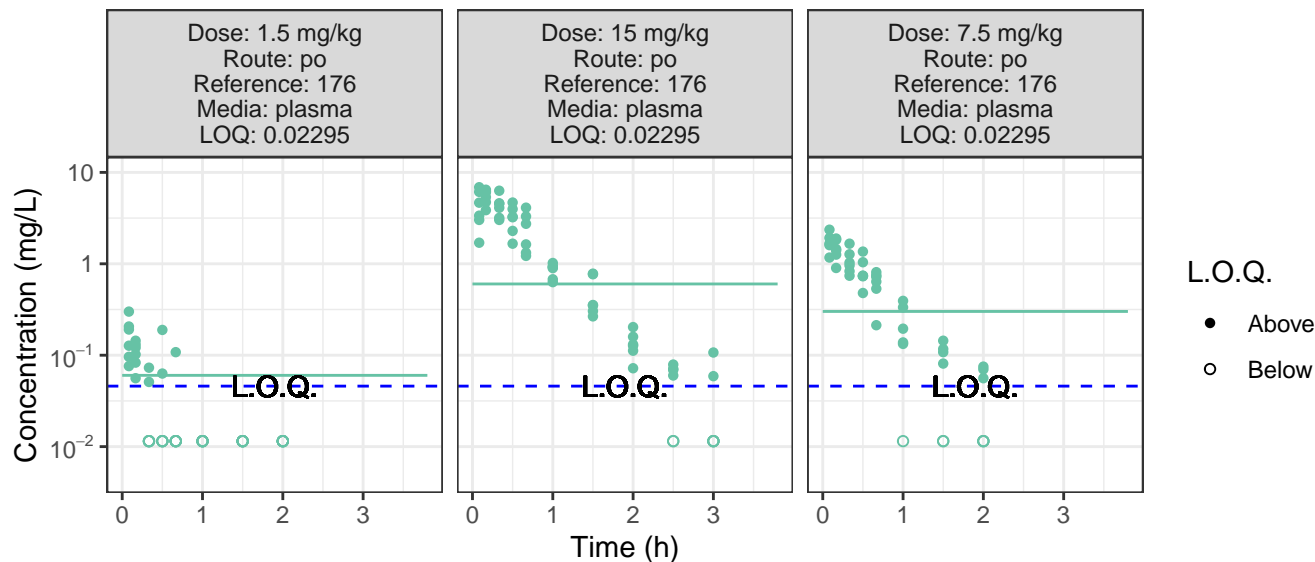 Dose: 1.5 mg/kg
Route: po
Reference: 176
Media: plasma
LOQ: 0.02295
Dose: 15 mg/kg
Route: po
Reference: 176
Media: plasma
LOQ: 0.02295
Dose: 7.5 mg/kg
Route: po
Reference: 176
Media: plasma
LOQ: 0.02295
Concentration (mg/L)
10
1
10⁻¹
10⁻²
L.O.Q.
L.O.Q.
L.O.Q.
0 1 2 3
0 1 2 3
0 1 2 3
Time (h)
L.O.Q.
Above
Below